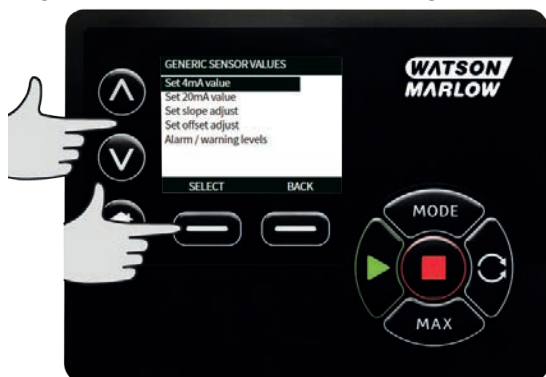 GENERIC SENSOR VALUES
Set 4mA value
Set 20mA value
Set slope adjust
Set offset adjust
Alarm / warning levels
SELECT BACK
WATSON
MARLOW
MODE
MAX